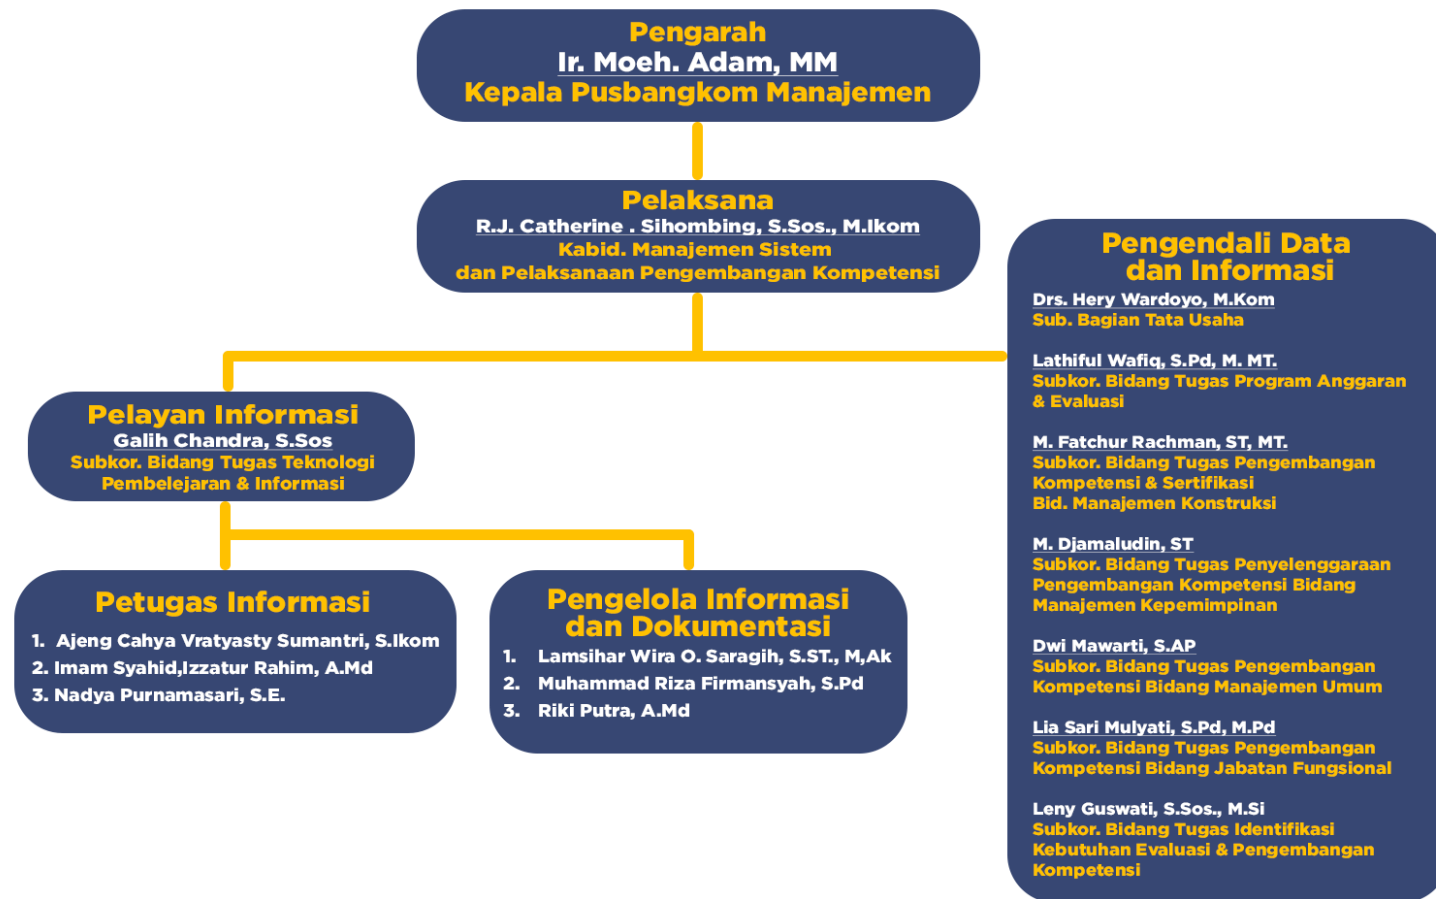 Pengarah
Ir. Moeh. Adam, MM
Kepala Pusbangkom Manajemen
Pelaksana
R.J. Catherine . Sihombing, S.Sos., M.Ikom
Kabid. Manajemen Sistem
dan Pelaksanaan Pengembangan Kompetensi
Pelayan Informasi
Galih Chandra, S.Sos
Subkor. Bidang Tugas Teknologi
Pembelejaran & Informasi
Petugas Informasi
1. Ajeng Cahya Vratyasty Sumantri, S.Ikom
2. Imam Syahid,Izzatur Rahim, A.Md
3. Nadya Purnamasari, S.E.
Pengelola Informasi
dan Dokumentasi
1. Lamsihar Wira O. Saragih, S.ST., M,Ak
2. Muhammad Riza Firmansyah, S.Pd
3. Riki Putra, A.Md
Pengendali Data
dan Informasi
Drs. Hery Wardoyo, M.Kom
Sub. Bagian Tata Usaha
Lathiful Wafiq, S.Pd, M. MT.
Subkor. Bidang Tugas Program Anggaran
& Evaluasi
M. Fatchur Rachman, ST, MT.
Subkor. Bidang Tugas Pengembangan
Kompetensi & Sertifikasi
Bid. Manajemen Konstruksi
M. Djamaludin, ST
Subkor. Bidang Tugas Penyelenggaraan
Pengembangan Kompetensi Bidang
Manajemen Kepemimpinan
Dwi Mawarti, S.AP
Subkor. Bidang Tugas Pengembangan
Kompetensi Bidang Manajemen Umum
Lia Sari Mulyati, S.Pd, M.Pd
Subkor. Bidang Tugas Pengembangan
Kompetensi Bidang Jabatan Fungsional
Leny Guswati, S.Sos., M.Si
Subkor. Bidang Tugas Identifikasi
Kebutuhan Evaluasi & Pengembangan
Kompetensi